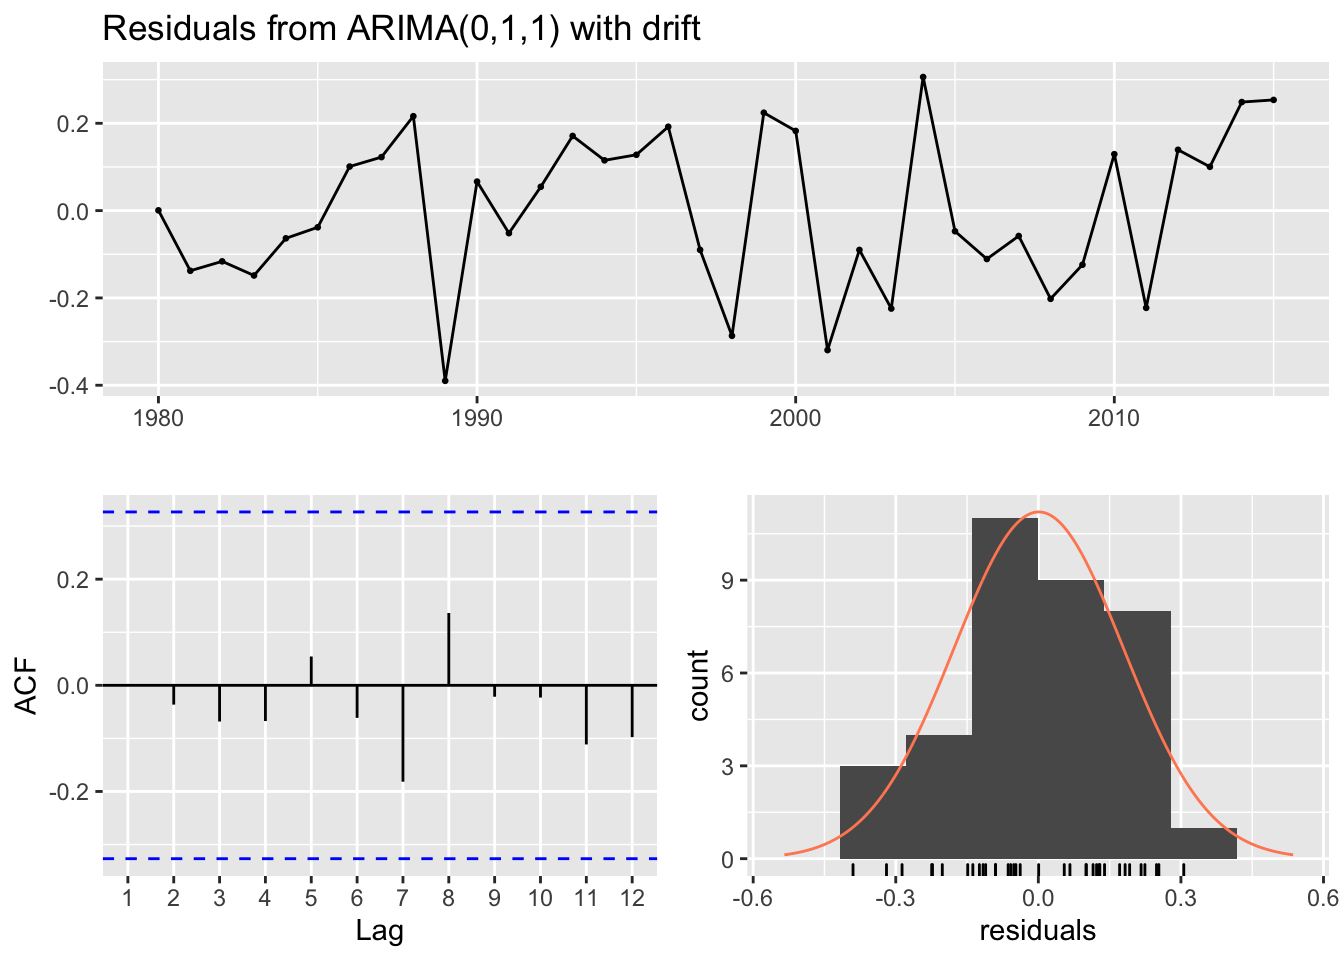 Residuals from ARIMA(0,1,1) with drift
0.2
0.0
-0.2
-0.4
1980 1990 2000 2010
0.2
0.0
-0.2
ACF
1 2 3 4 5 6 7 8 9 10 11 12
Lag
9
6
3
0
count
-0.6 -0.3 0.0 0.3 0.6
residuals